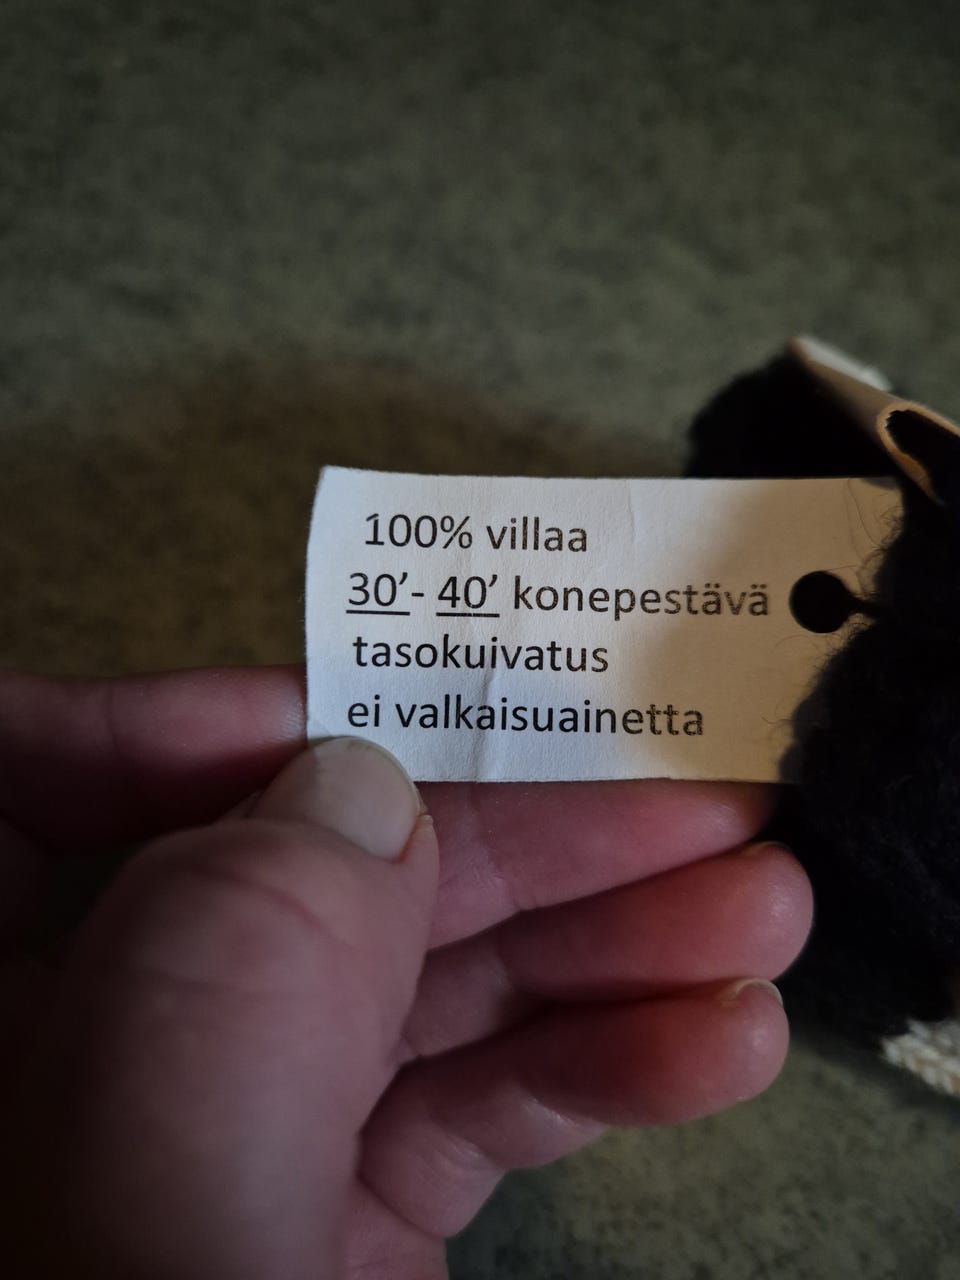 100% villaa
30’- 40’ konepestävä
tasokuivatus
ei valkaisuainetta